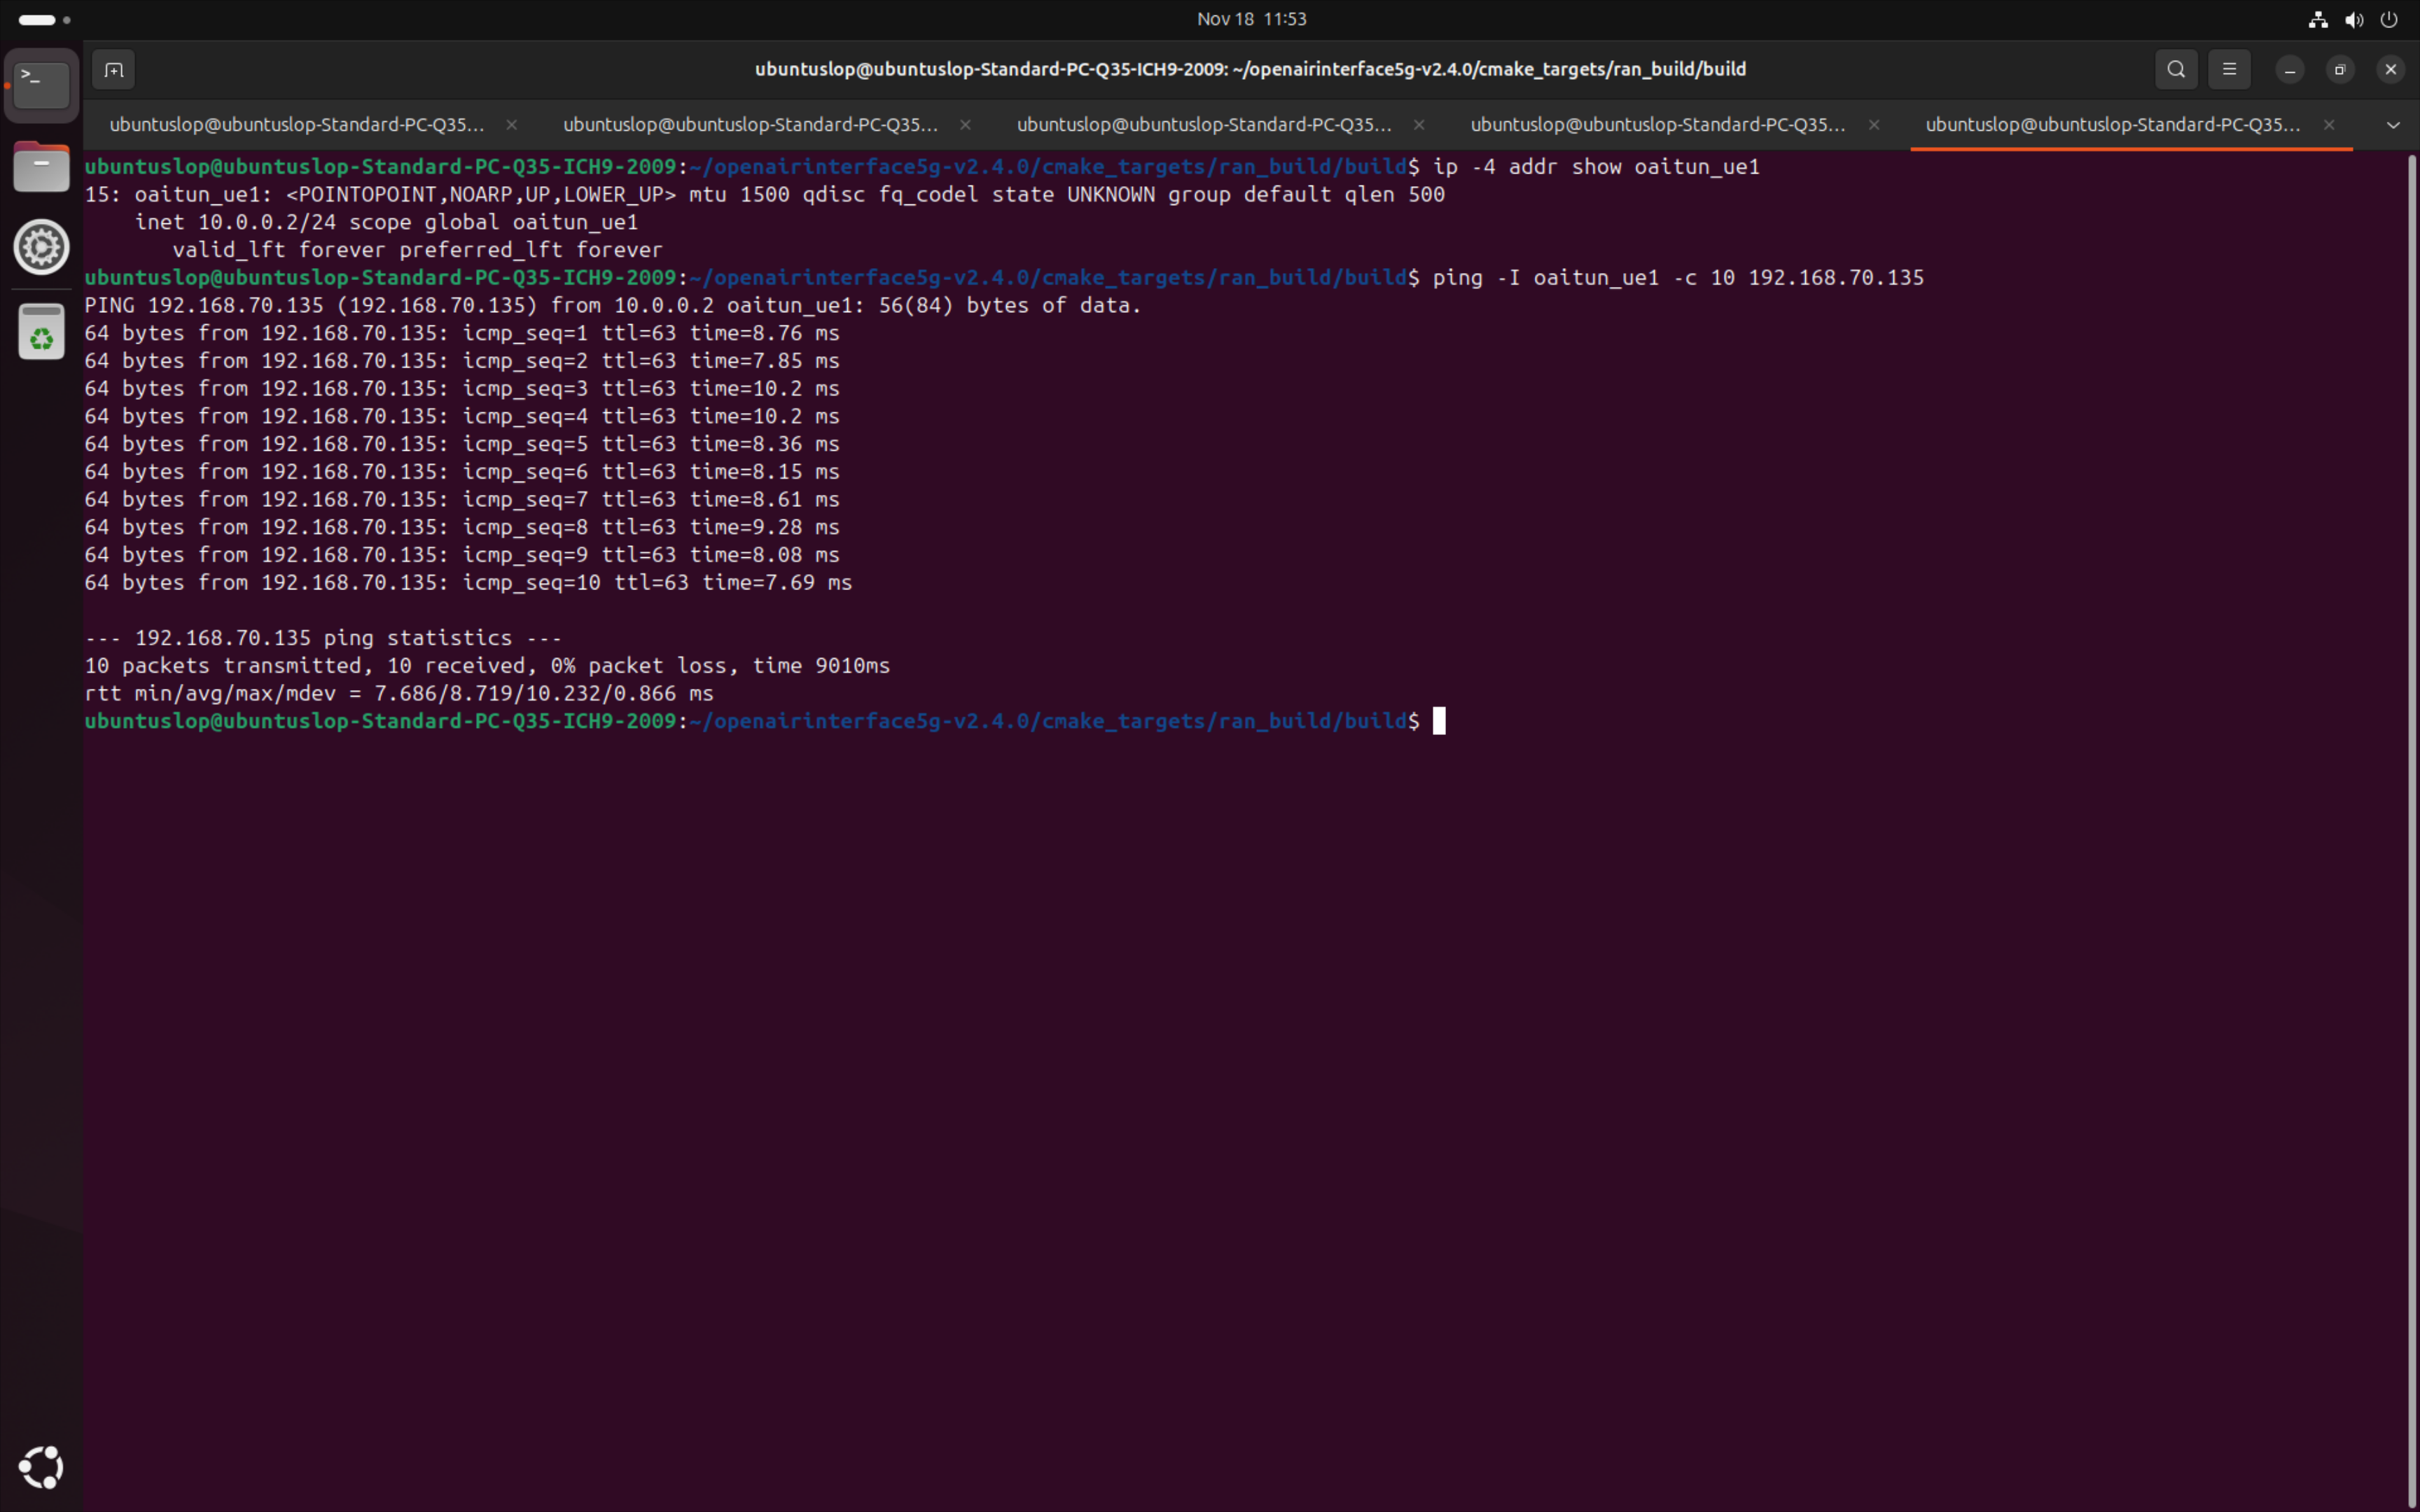 Nov 18 11:53
ubuntuslop@ubuntuslop-Standard-PC-Q35-ICH9-2009: ~/openairinterface5g-v2.4.0/cmake_targets/ran_build/build
ubuntuslop@ubuntuslop-Standard-PC-Q35... ubuntuslop@ubuntuslop-Standard-PC-Q35... ubuntuslop@ubuntuslop-Standard-PC-Q35... ubuntuslop@ubuntuslop-Standard-PC-Q35... ubuntuslop@ubuntuslop-Standard-PC-Q35...
ubuntuslop@ubuntuslop-Standard-PC-Q35-ICH9-2009:~/openairinterface5g-v2.4.0/cmake_targets/ran_build/build$ ip -4 addr show oaitun_ue1
15: oaitun_ue1: <POINTOPOINT,NOARP,UP,LOWER_UP> mtu 1500 qdisc fq_codel state UNKNOWN group default qlen 500
inet 10.0.0.2/24 scope global oaitun_ue1
valid_lft forever preferred_lft forever
ubuntuslop@ubuntuslop-Standard-PC-Q35-ICH9-2009:~/openairinterface5g-v2.4.0/cmake_targets/ran_build/build$ ping -I oaitun_ue1 -c 10 192.168.70.135
PING 192.168.70.135 (192.168.70.135) from 10.0.0.2 oaitun_ue1: 56(84) bytes of data.
64 bytes from 192.168.70.135: icmp_seq=1 ttl=63 time=8.76 ms
64 bytes from 192.168.70.135: icmp_seq=2 ttl=63 time=7.85 ms
64 bytes from 192.168.70.135: icmp_seq=3 ttl=63 time=10.2 ms
64 bytes from 192.168.70.135: icmp_seq=4 ttl=63 time=10.2 ms
64 bytes from 192.168.70.135: icmp_seq=5 ttl=63 time=8.36 ms
64 bytes from 192.168.70.135: icmp_seq=6 ttl=63 time=8.15 ms
64 bytes from 192.168.70.135: icmp_seq=7 ttl=63 time=8.61 ms
64 bytes from 192.168.70.135: icmp_seq=8 ttl=63 time=9.28 ms
64 bytes from 192.168.70.135: icmp_seq=9 ttl=63 time=8.08 ms
64 bytes from 192.168.70.135: icmp_seq=10 ttl=63 time=7.69 ms
--- 192.168.70.135 ping statistics ---
10 packets transmitted, 10 received, 0% packet loss, time 9010ms
rtt min/avg/max/mdev = 7.686/8.719/10.232/0.866 ms
ubuntuslop@ubuntuslop-Standard-PC-Q35-ICH9-2009:~/openairinterface5g-v2.4.0/cmake_targets/ran_build/build$